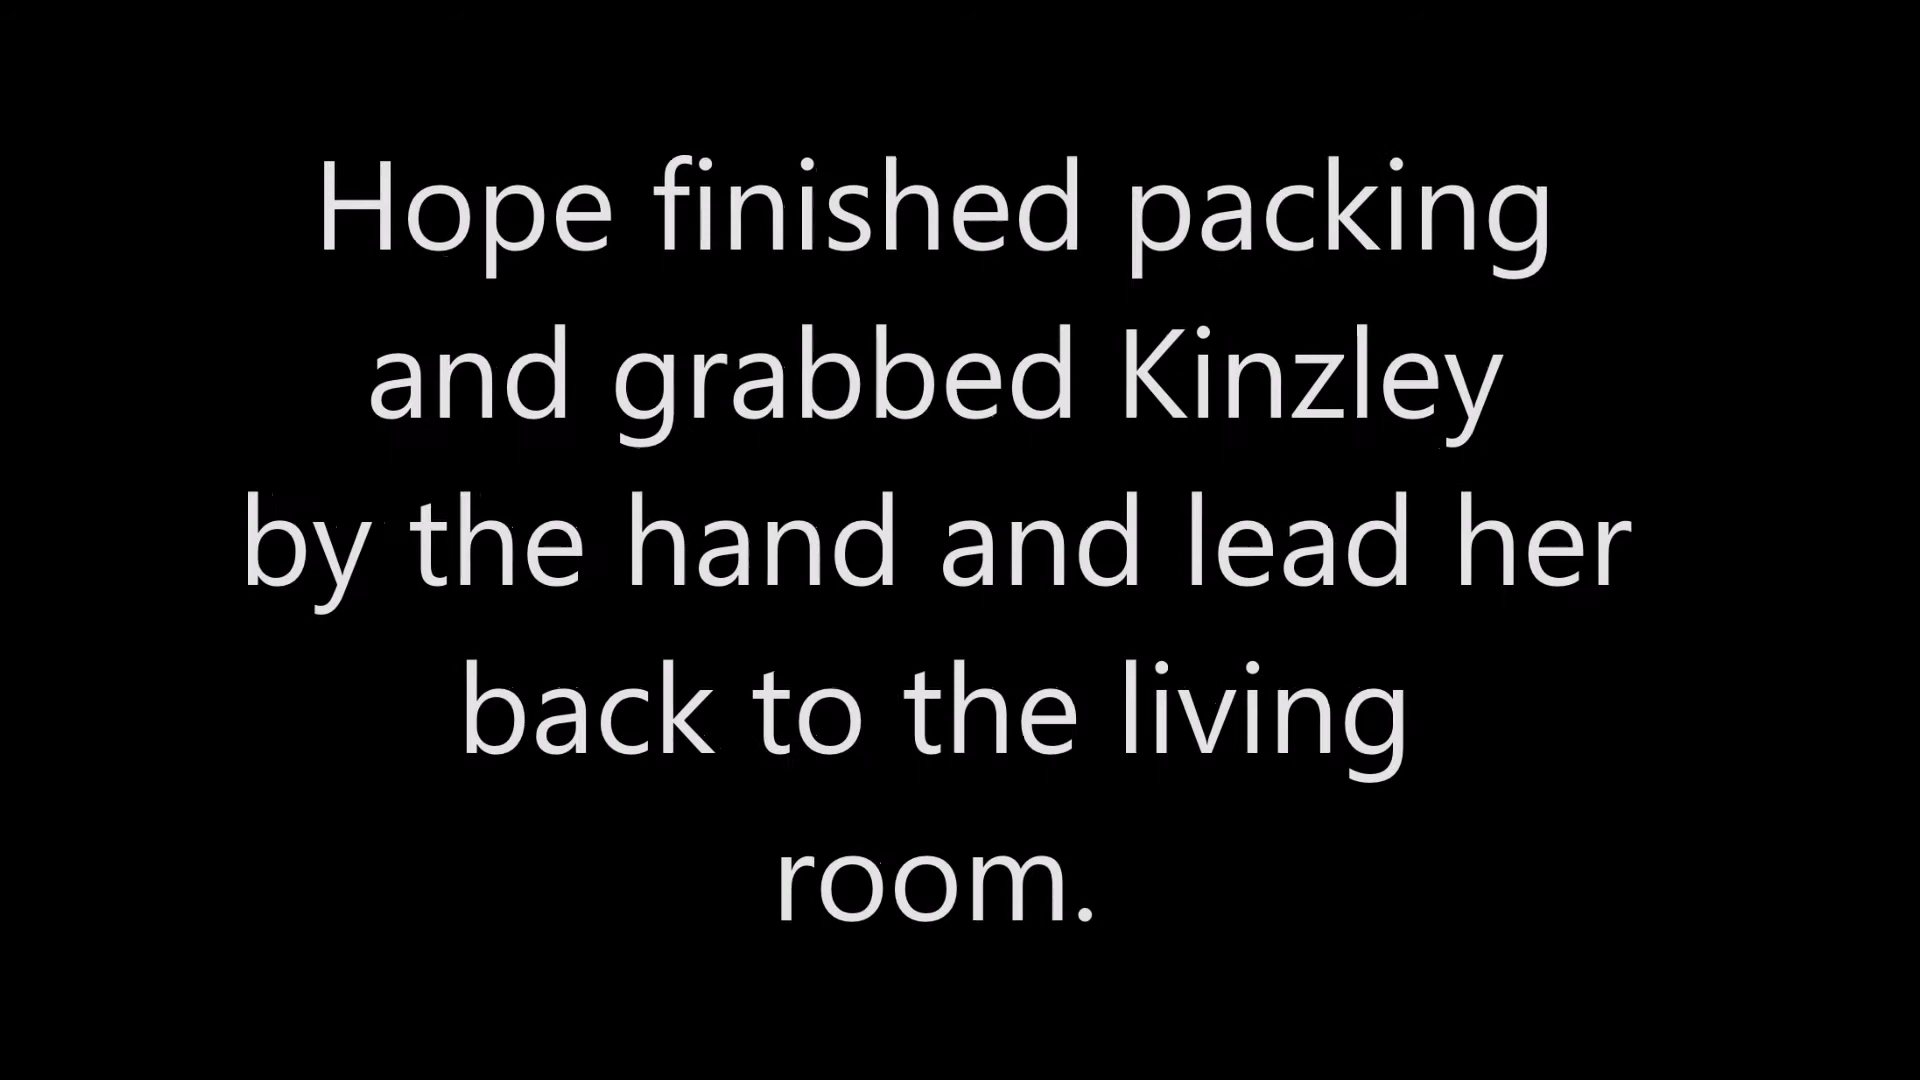 Hope finished packing
and grabbed Kinzley
by the hand and lead her
back to the living
room.